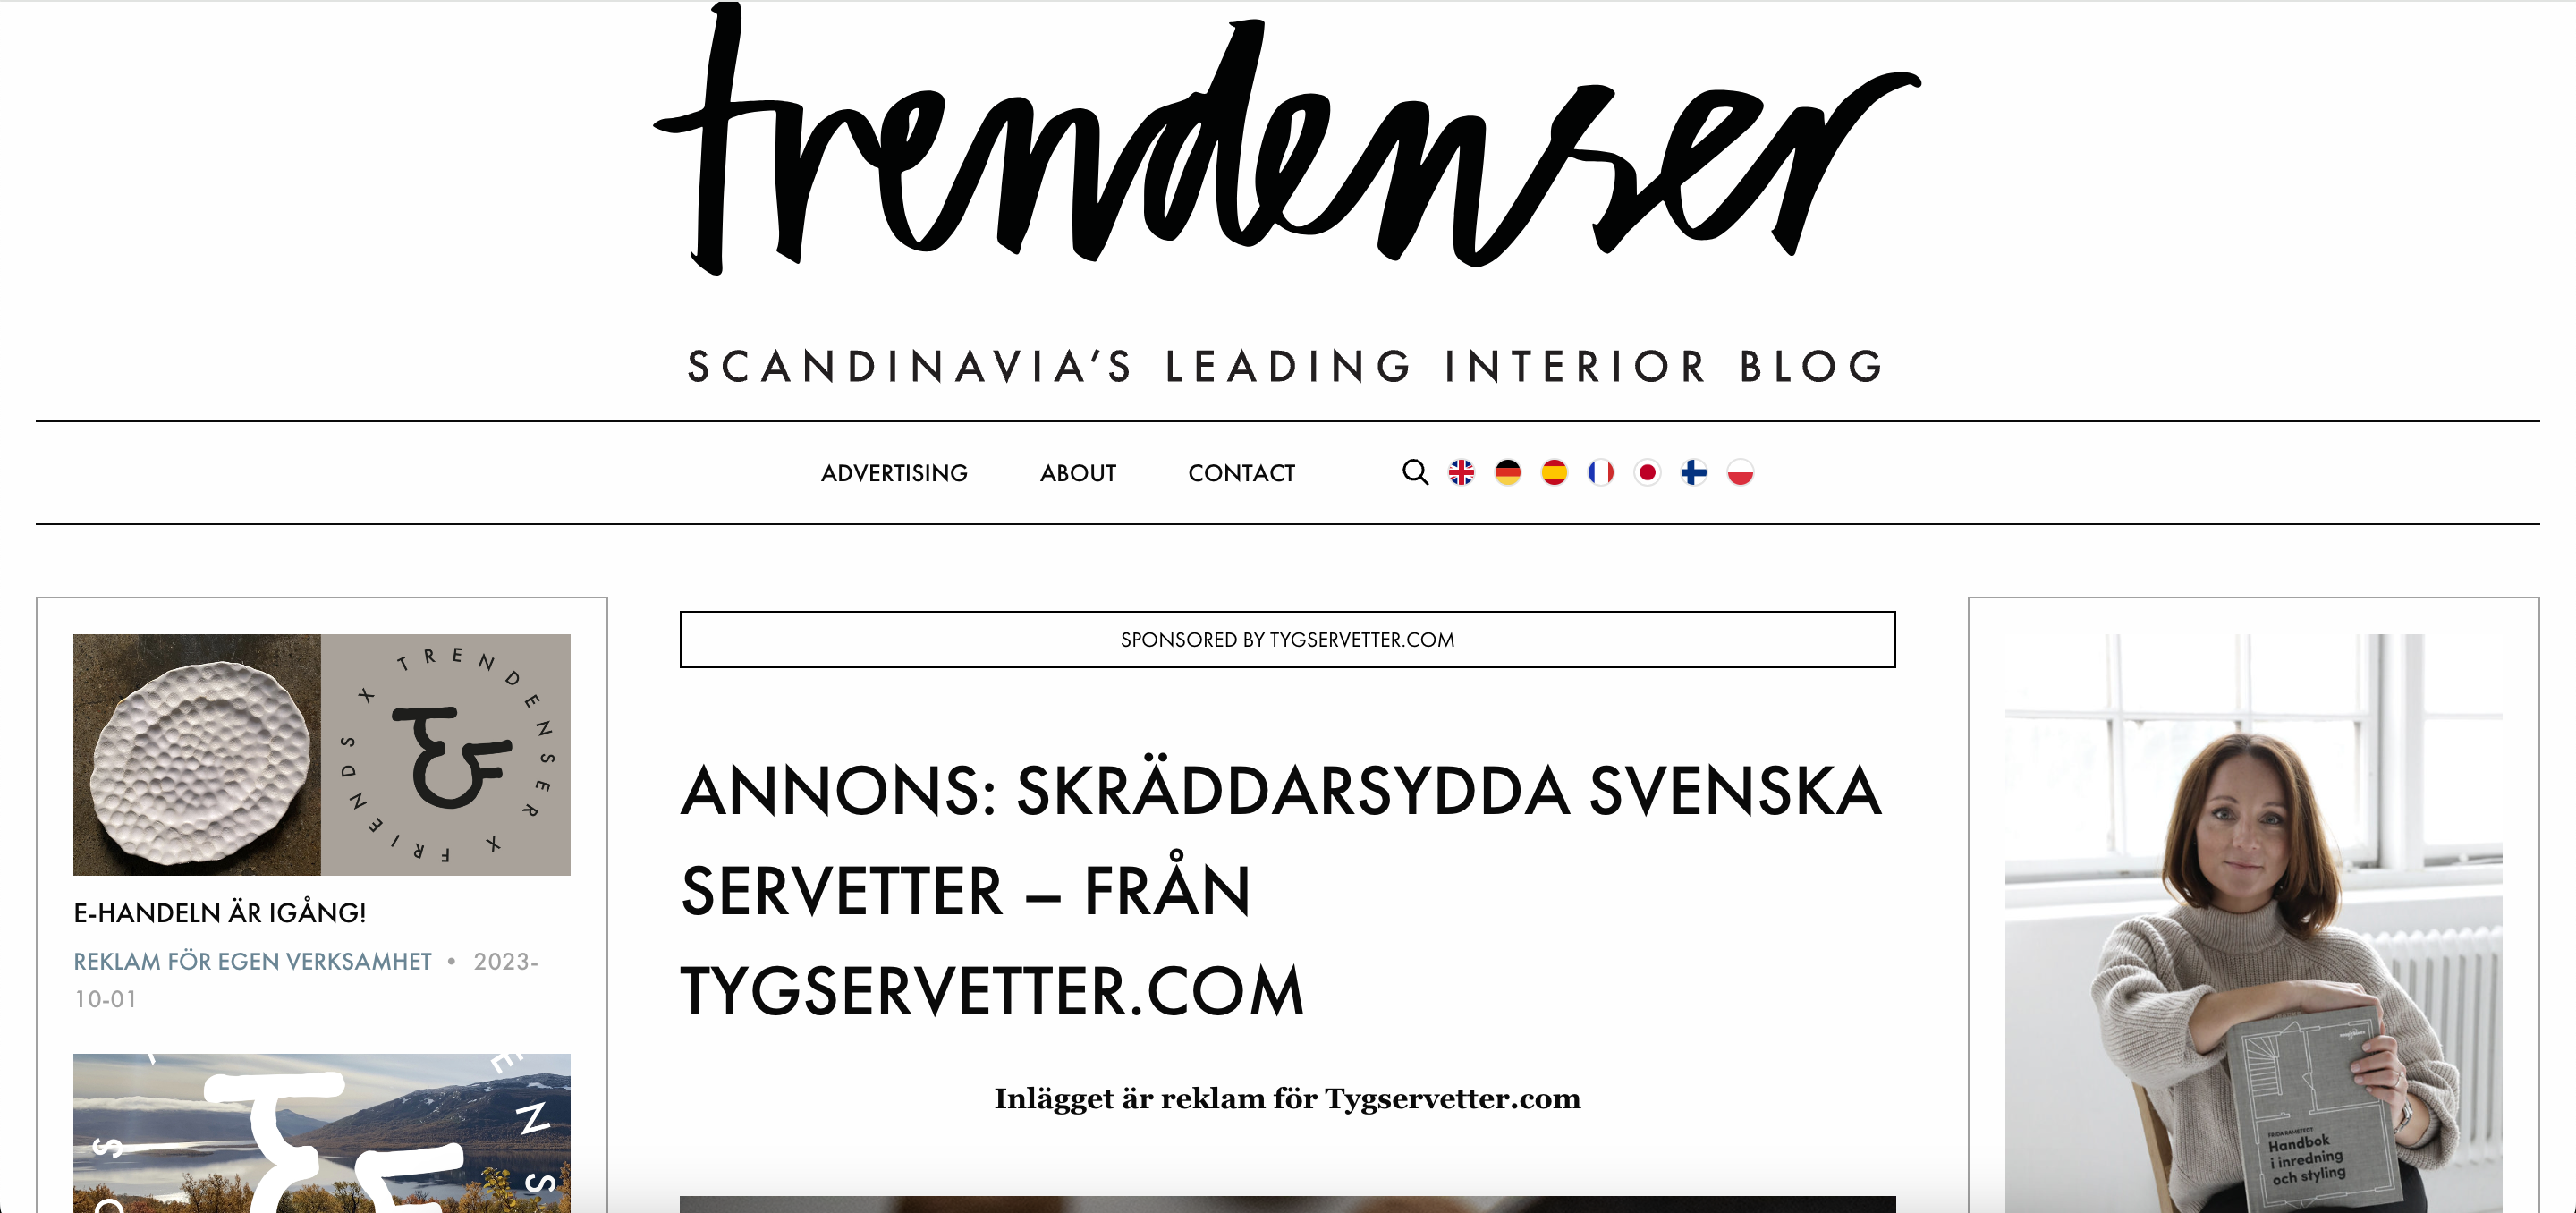 trendenser
SCANDINAVIA’S LEADING INTERIOR BLOG
ADVERTISING ABOUT CONTACT
TRENDENSER X FRIENDS X
E-HANDELN ÄR IGÅNG!
REKLAM FÖR EGEN VERKSAMHET • 2023-
10-01
SPONSORED BY TYGSERVETTER.COM
ANNONS: SKRÄDDARSYDDA SVENSKA
SERVETTER – FRÅN
TYGSERVETTER.COM
Inlägget är reklam för Tygservetter.com
FRIDA RAMSTEDT
Handbok
i inredning
och styling